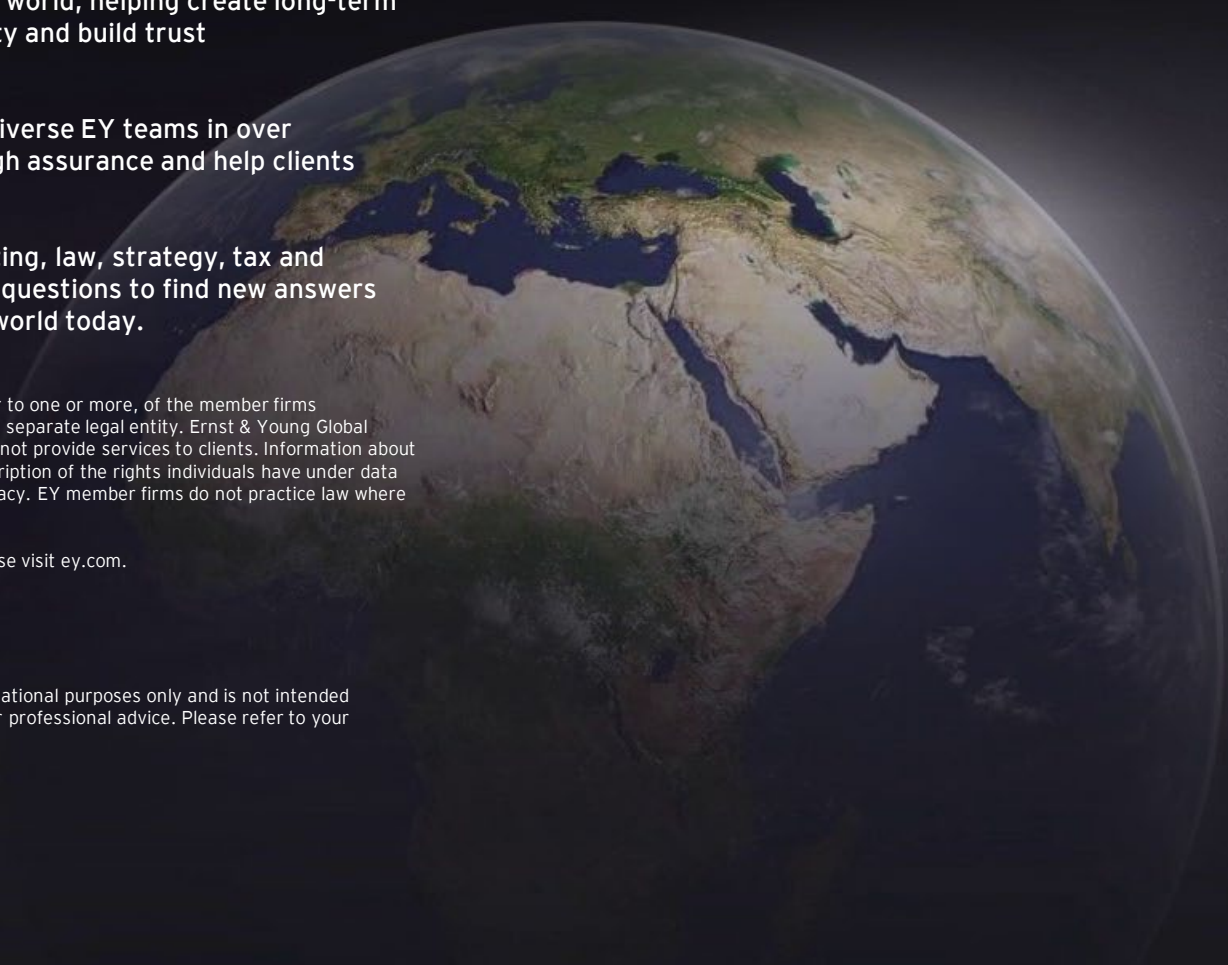 world, helping create long-term
ty and build trust
iverse EY teams in over
gh assurance and help clients
ing, law, strategy, tax and
questions to find new answers
world today.
r to one or more, of the member firms
separate legal entity. Ernst & Young Global
not provide services to clients. Information about
ription of the rights individuals have under data
acy. EY member firms do not practice law where
se visit ey.com.
ational purposes only and is not intended
r professional advice. Please refer to your